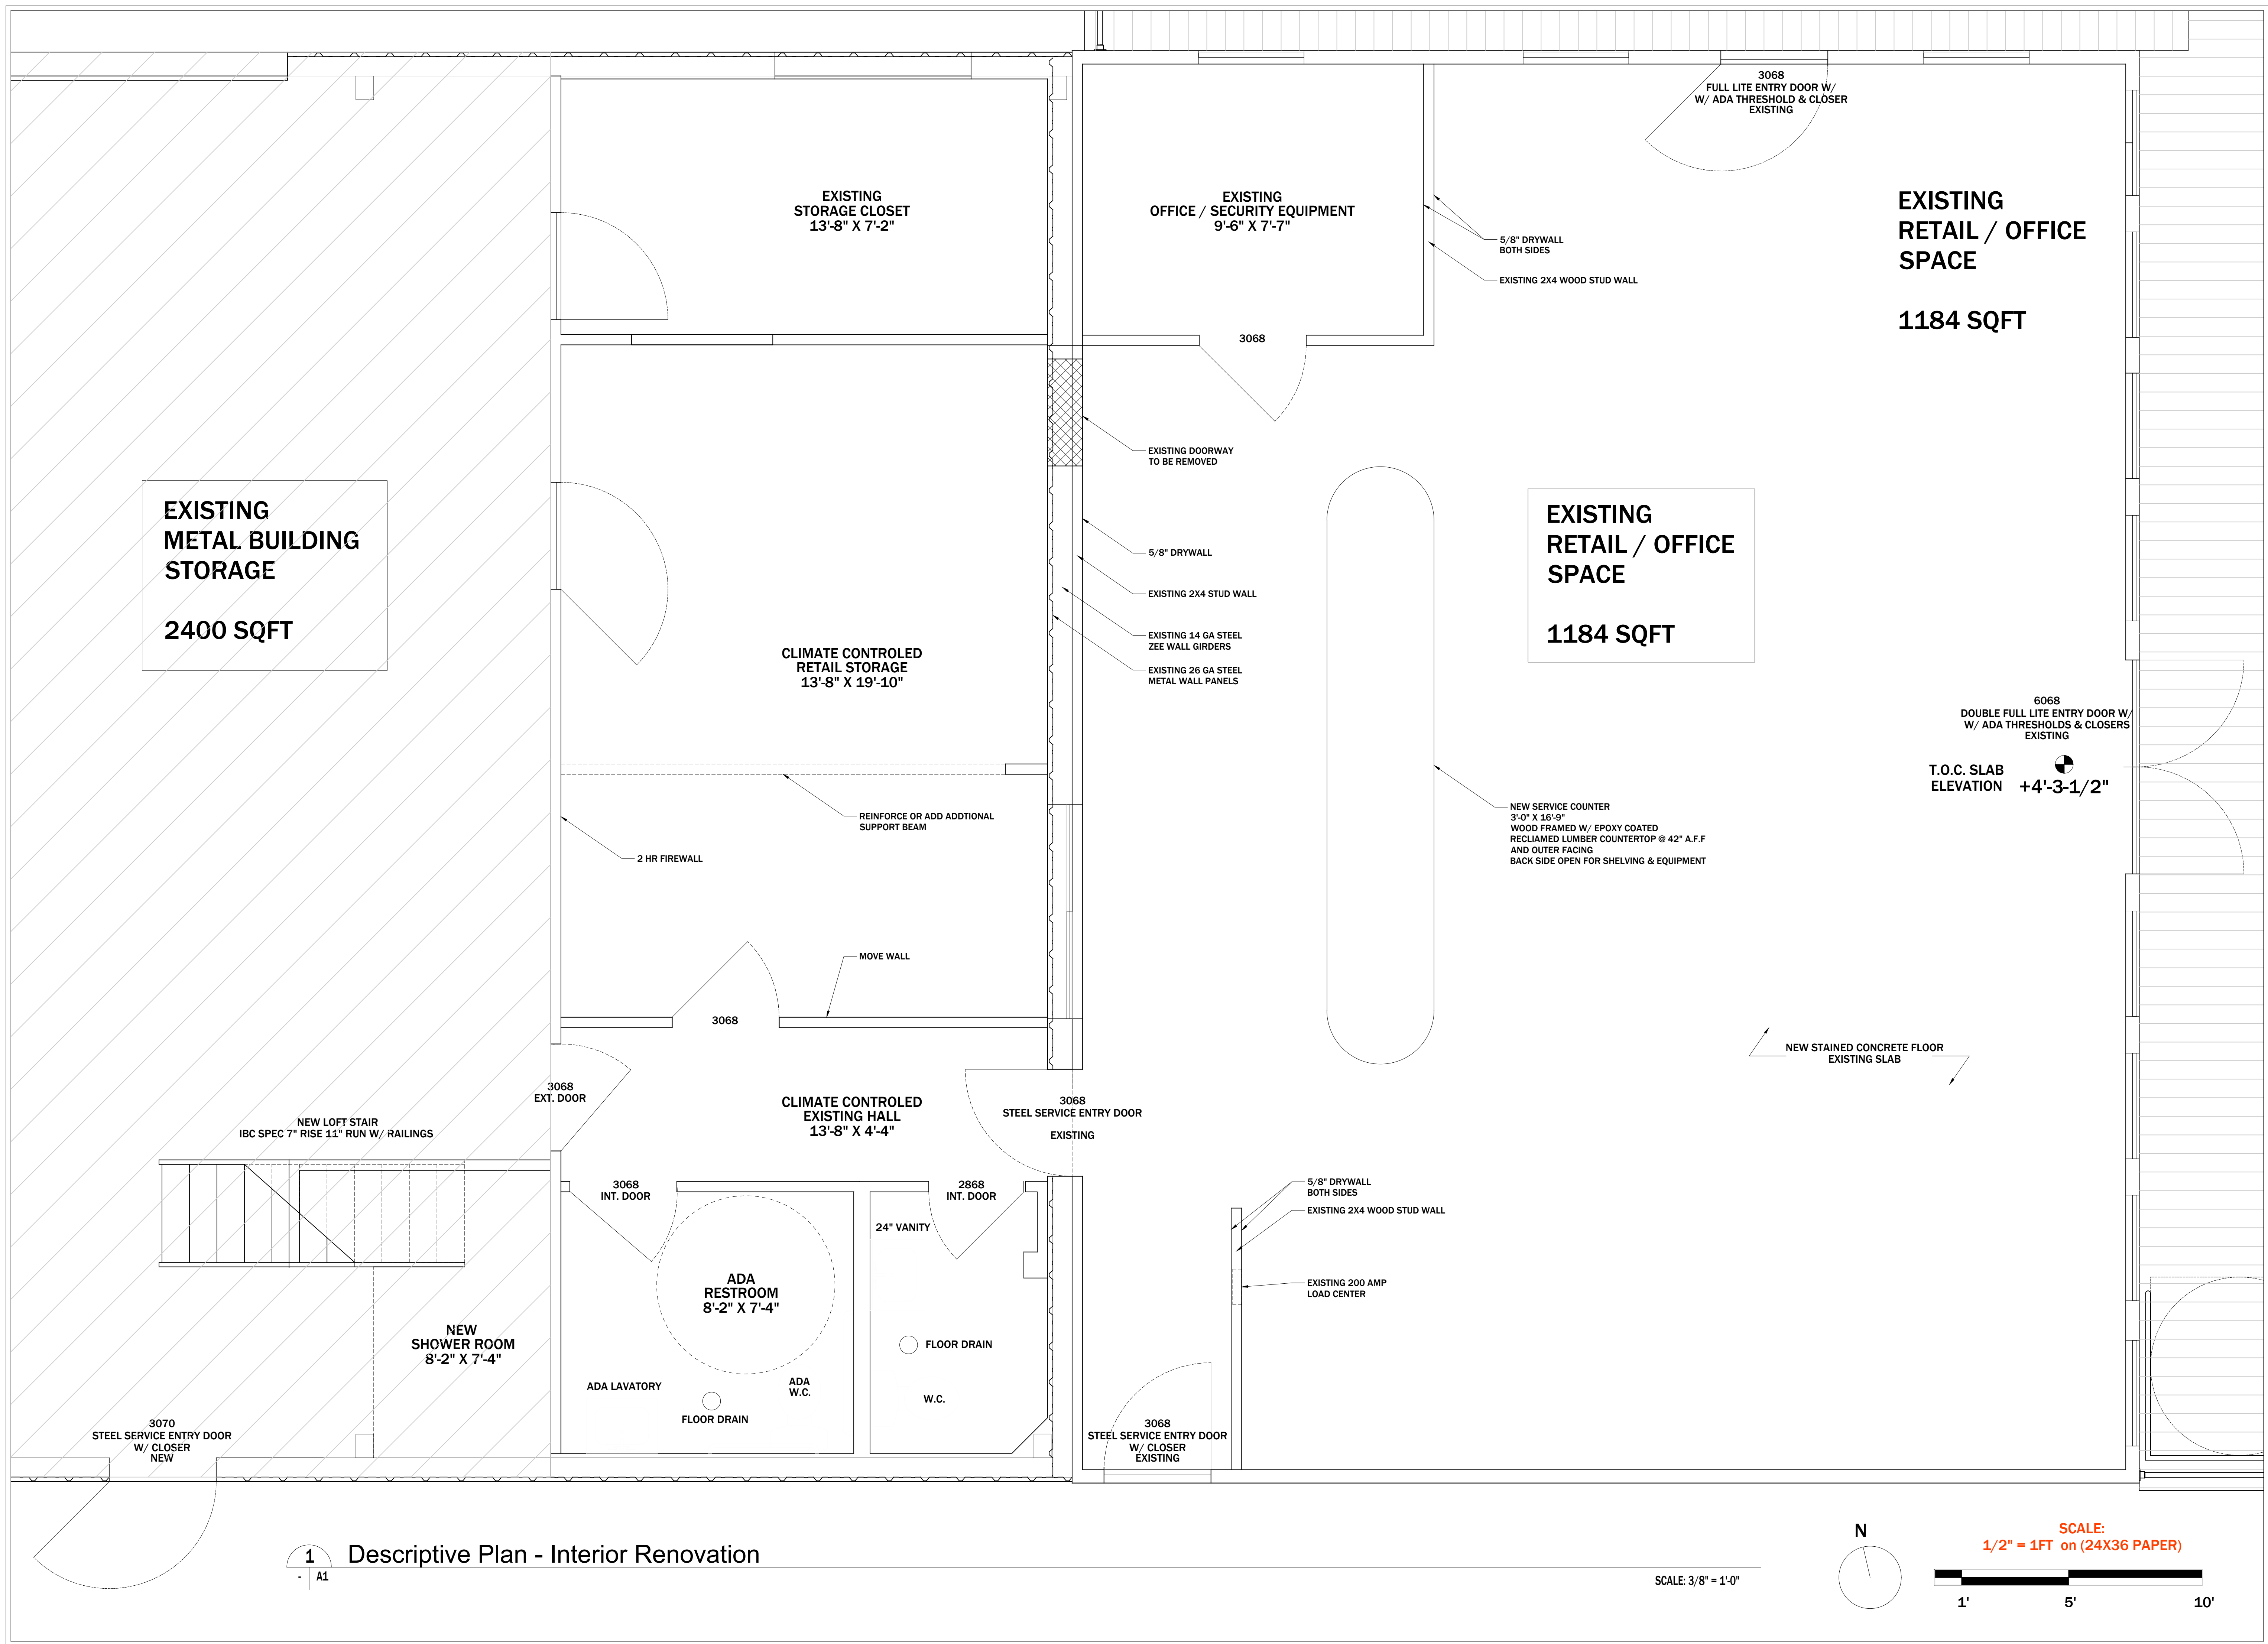 3068
FULL LITE ENTRY DOOR W/
W/ ADA THRESHOLD & CLOSER
EXISTING
EXISTING
STORAGE CLOSET
13'-8" X 7'-2"
EXISTING
OFFICE / SECURITY EQUIPMENT
9'-6" X 7'-7"
5/8" DRYWALL
BOTH SIDES
EXISTING 2X4 WOOD STUD WALL
EXISTING
RETAIL / OFFICE
SPACE
1184 SQFT
3068
EXISTING DOORWAY
TO BE REMOVED
EXISTING
METAL BUILDING
STORAGE
2400 SQFT
EXISTING
RETAIL / OFFICE
SPACE
1184 SQFT
5/8" DRYWALL
EXISTING 2X4 STUD WALL
EXISTING 14 GA STEEL
ZEE WALL GIRDERS
EXISTING 26 GA STEEL
METAL WALL PANELS
CLIMATE CONTROLED
RETAIL STORAGE
13'-8" X 19'-10"
6068
DOUBLE FULL LITE ENTRY DOOR W/
W/ ADA THRESHOLDS & CLOSERS
EXISTING
T.O.C. SLAB
ELEVATION +4'-3-1/2"
REINFORCE OR ADD ADDTIONAL
SUPPORT BEAM
2 HR FIREWALL
NEW SERVICE COUNTER
3'-0" X 16'-9"
WOOD FRAMED W/ EPOXY COATED
RECLIAMED LUMBER COUNTERTOP @ 42" A.F.F
AND OUTER FACING
BACK SIDE OPEN FOR SHELVING & EQUIPMENT
MOVE WALL
3068
NEW STAINED CONCRETE FLOOR
EXISTING SLAB
3068
EXT. DOOR
CLIMATE CONTROLED
EXISTING HALL
13'-8" X 4'-4"
3068
STEEL SERVICE ENTRY DOOR
EXISTING
NEW LOFT STAIR
IBC SPEC 7" RISE 11" RUN W/ RAILINGS
3068
INT. DOOR
2868
INT. DOOR
5/8" DRYWALL
BOTH SIDES
EXISTING 2X4 WOOD STUD WALL
24" VANITY
ADA
RESTROOM
8'-2" X 7'-4"
EXISTING 200 AMP
LOAD CENTER
NEW
SHOWER ROOM
8'-2" X 7'-4"
FLOOR DRAIN
ADA LAVATORY
ADA
W.C.
W.C.
FLOOR DRAIN
3070
STEEL SERVICE ENTRY DOOR
W/ CLOSER
NEW
3068
STEEL SERVICE ENTRY DOOR
W/ CLOSER
EXISTING
1
- A1
Descriptive Plan - Interior Renovation
SCALE: 3/8" = 1'-0"
N
SCALE:
1/2" = 1FT on (24X36 PAPER)
1' 5' 10'